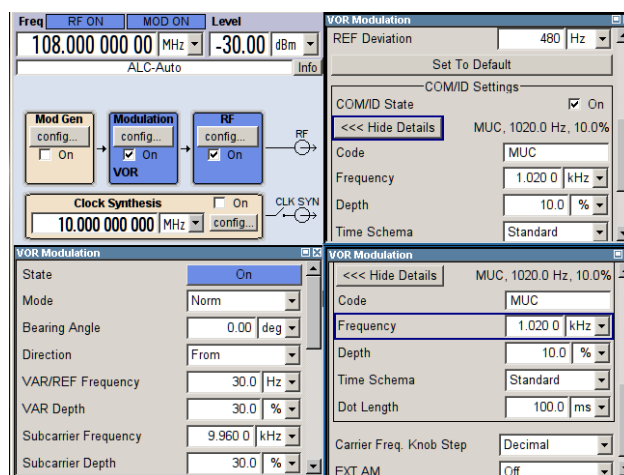 Freq RF ON MOD ON Level
108.000 000 00 MHz -30.00 dBm
ALC-Auto Info
Mod Gen Modulation RF
config... config... config... RF
On On On
VOR
Clock Synthesis On CLK SYN
10.000 000 000 MHz config...
VOR Modulation
REF Deviation 480 Hz
Set To Default
COM/ID Settings
COM/ID State On
<<< Hide Details MUC, 1020.0 Hz, 10.0%
Code MUC
Frequency 1.020 0 kHz
Depth 10.0 %
Time Schema Standard
VOR Modulation
State On
Mode Norm
Bearing Angle 0.00 deg
Direction From
VAR/REF Frequency 30.0 Hz
VAR Depth 30.0 %
Subcarrier Frequency 9.960 0 kHz
Subcarrier Depth 30.0 %
VOR Modulation
<<< Hide Details MUC, 1020.0 Hz, 10.0%
Code MUC
Frequency 1.020 0 kHz
Depth 10.0 %
Time Schema Standard
Dot Length 100.0 ms
Carrier Freq. Knob Step Decimal
EXT AM Off